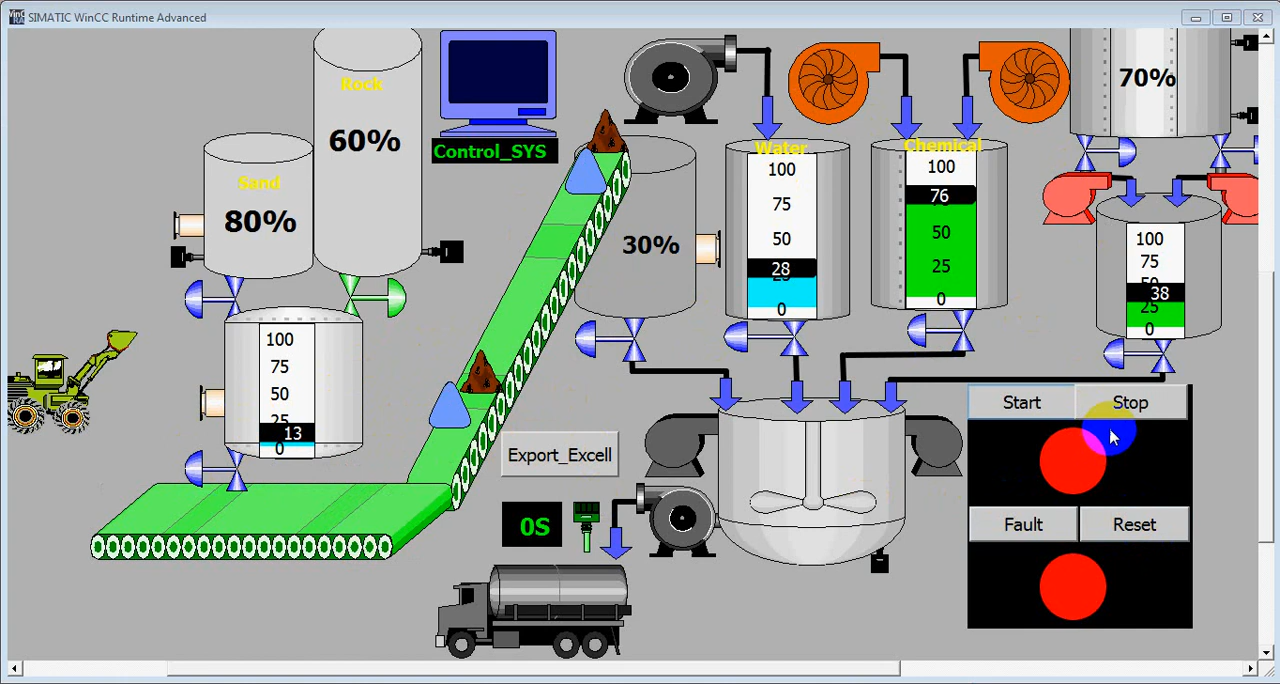 SIMATIC WinCC Runtime Advanced
Rock
60%
Sand
80%
Control_SYS
30%
Water
100
75
50
28
0
Chemical
100
76
50
25
0
70%
100
75
38
25
0
100
75
50
25
13
0
Start
Stop
Export_Excell
Fault
Reset
0S